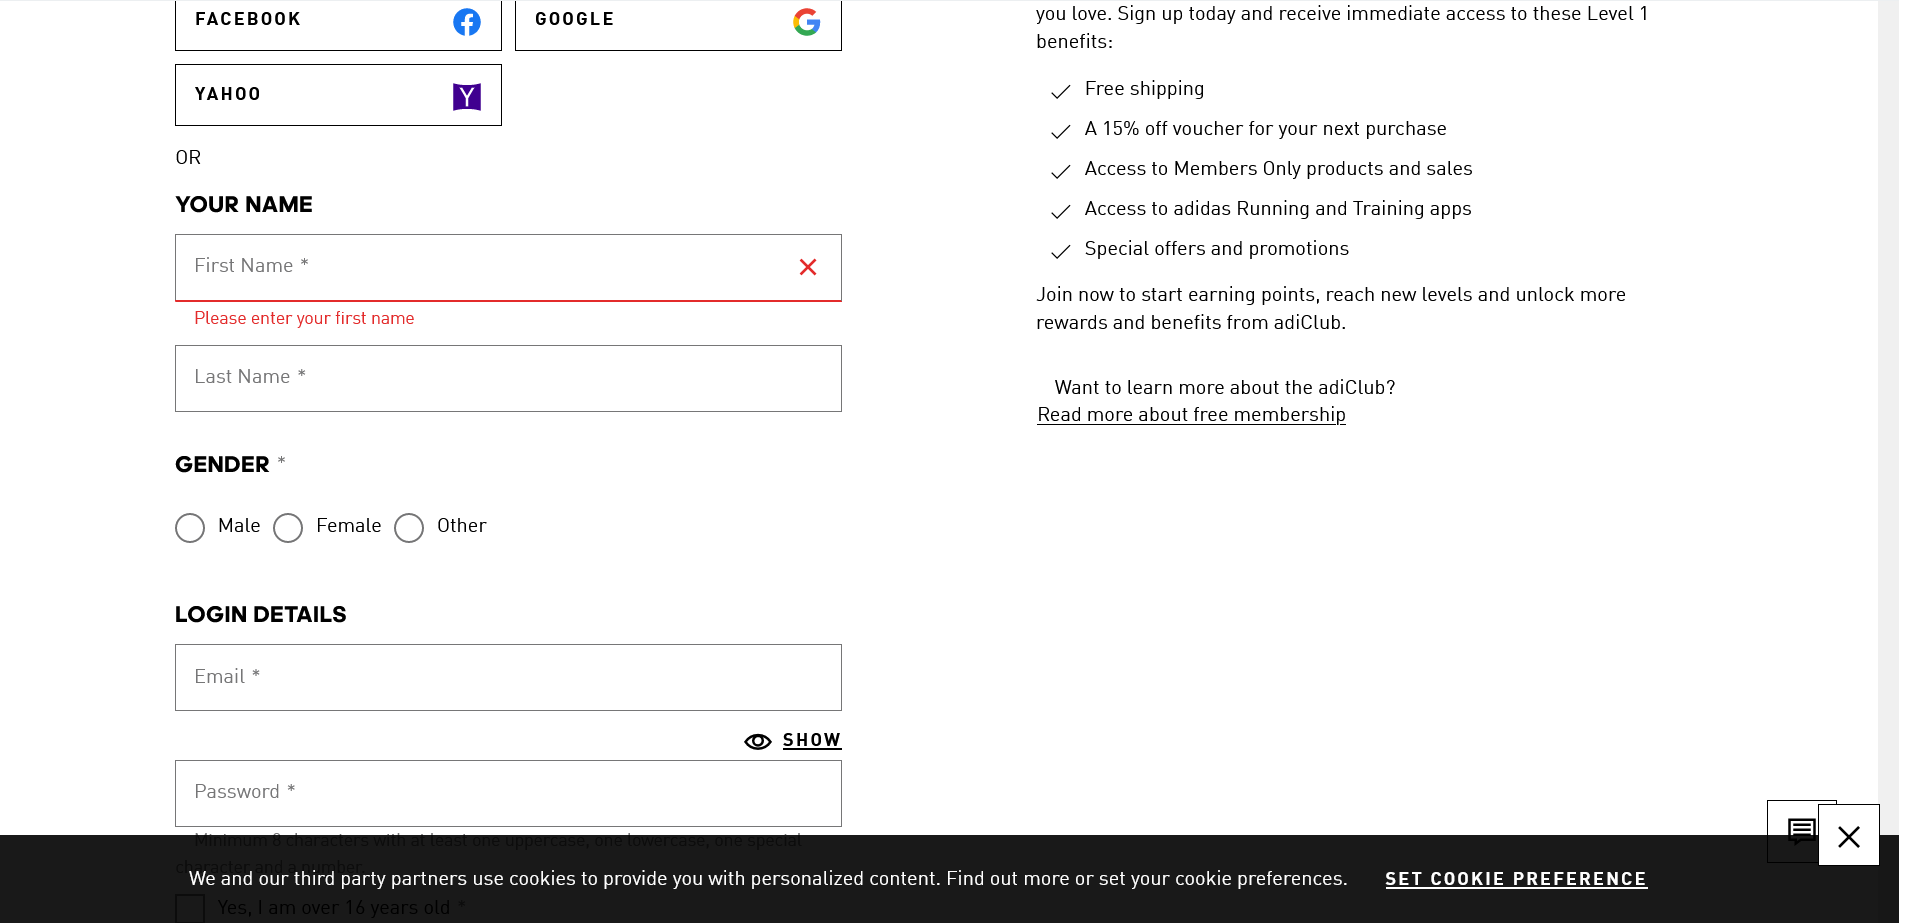 FACEBOOK
GOOGLE
YAHOO
OR
YOUR NAME
First Name *
Please enter your first name
Last Name *
GENDER *
Male
Female
Other
LOGIN DETAILS
Email *
SHOW
Password *
Minimum 8 characters with at least one uppercase, one lowercase, one special
character and a number
Yes, I am over 16 years old *
you love. Sign up today and receive immediate access to these Level 1
benefits:
Free shipping
A 15% off voucher for your next purchase
Access to Members Only products and sales
Access to adidas Running and Training apps
Special offers and promotions
Join now to start earning points, reach new levels and unlock more
rewards and benefits from adiClub.
Want to learn more about the adiClub?
Read more about free membership
We and our third party partners use cookies to provide you with personalized content. Find out more or set your cookie preferences.
SET COOKIE PREFERENCE